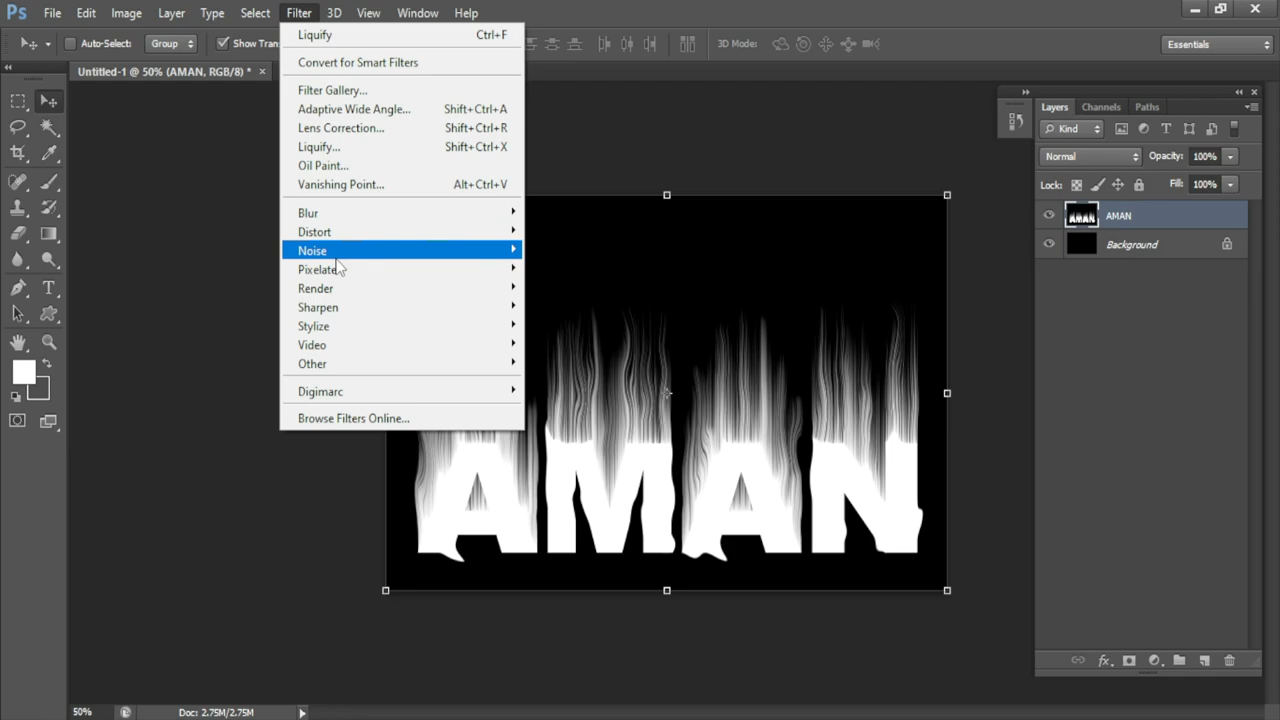 Ps File Edit Image Layer Type Select Filter 3D View Window Help
Auto-Select: Group Show Tran 3D Mode: Essentials
Untitled-1 @ 50% (AMAN, RGB/8) * ×
Liquify Ctrl+F
Convert for Smart Filters
Filter Gallery...
Adaptive Wide Angle... Shift+Ctrl+A
Lens Correction... Shift+Ctrl+R
Liquify... Shift+Ctrl+X
Oil Paint...
Vanishing Point... Alt+Ctrl+V
Blur
Distort
Noise
Pixelate
Render
Sharpen
Stylize
Video
Other
Digimarc
Browse Filters Online...
AMAN
Layers Channels Paths
Kind
Normal Opacity: 100%
Lock: Fill: 100%
AMAN
Background
fx
50% Doc: 2.75M/2.75M